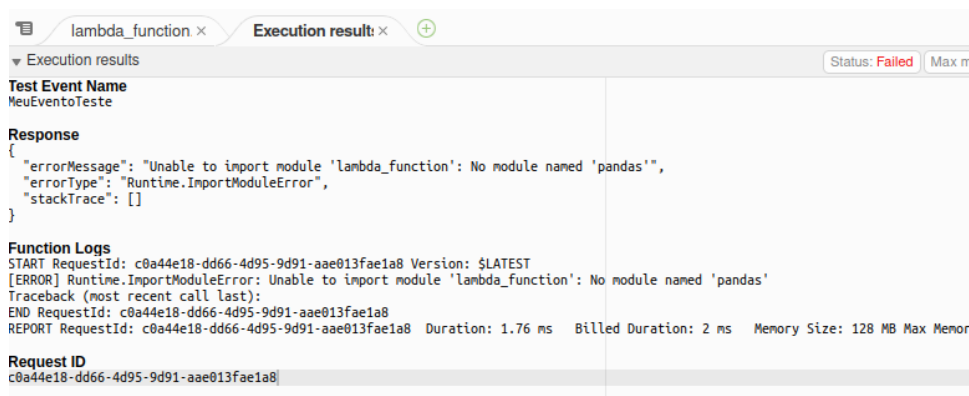 lambda_function ×
Execution result: ×
Execution results
Status: Failed
Max m
Test Event Name
MeuEventoTeste
Response
{
  "errorMessage": "Unable to import module 'lambda_function': No module named 'pandas'",
  "errorType": "Runtime.ImportModuleError",
  "stackTrace": []
}
Function Logs
START RequestId: c0a44e18-dd66-4d95-9d91-aae013fae1a8 Version: $LATEST
[ERROR] Runtime.ImportModuleError: Unable to import module 'lambda_function': No module named 'pandas'
Traceback (most recent call last):
END RequestId: c0a44e18-dd66-4d95-9d91-aae013fae1a8
REPORT RequestId: c0a44e18-dd66-4d95-9d91-aae013fae1a8  Duration: 1.76 ms   Billed Duration: 2 ms   Memory Size: 128 MB Max Memor
Request ID
c0a44e18-dd66-4d95-9d91-aae013fae1a8